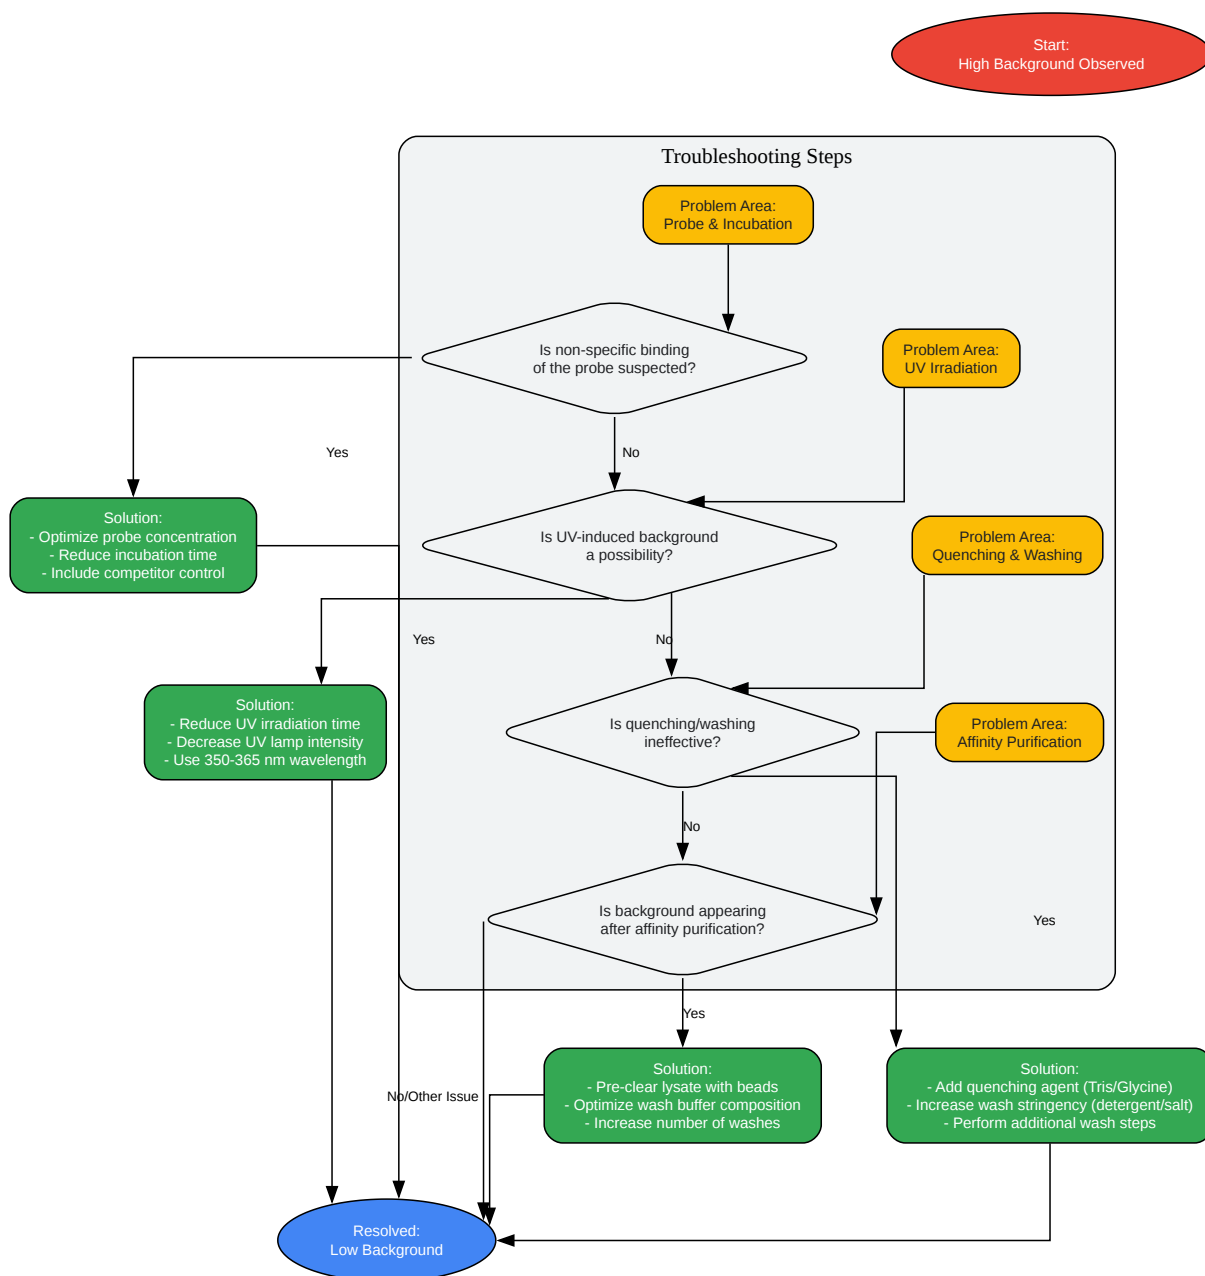 Start:
High Background Observed
Troubleshooting Steps
Problem Area:
Probe & Incubation
Is non-specific binding
of the probe suspected?
Problem Area:
UV Irradiation
Yes
No
Solution:
- Optimize probe concentration
- Reduce incubation time
- Include competitor control
Is UV-induced background
a possibility?
Problem Area:
Quenching & Washing
Yes
No
Solution:
- Reduce UV irradiation time
- Decrease UV lamp intensity
- Use 350-365 nm wavelength
Is quenching/washing
ineffective?
Problem Area:
Affinity Purification
No
Is background appearing
after affinity purification?
Yes
Yes
No/Other Issue
Solution:
- Pre-clear lysate with beads
- Optimize wash buffer composition
- Increase number of washes
Solution:
- Add quenching agent (Tris/Glycine)
- Increase wash stringency (detergent/salt)
- Perform additional wash steps
Resolved:
Low Background